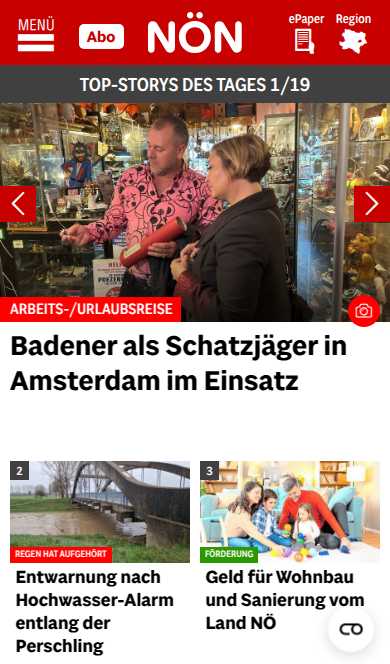 MENÜ
Abo
NÖN
ePaper
Region
TOP-STORYS DES TAGES 1/19
ARBEITS-/URLAUBSREISE
Badener als Schatzjäger in
Amsterdam im Einsatz
2
REGEN HAT AUFGEHÖRT
Entwarnung nach
Hochwasser-Alarm
entlang der
Perschling
3
FÖRDERUNG
Geld für Wohnbau
und Sanierung vom
Land NÖ